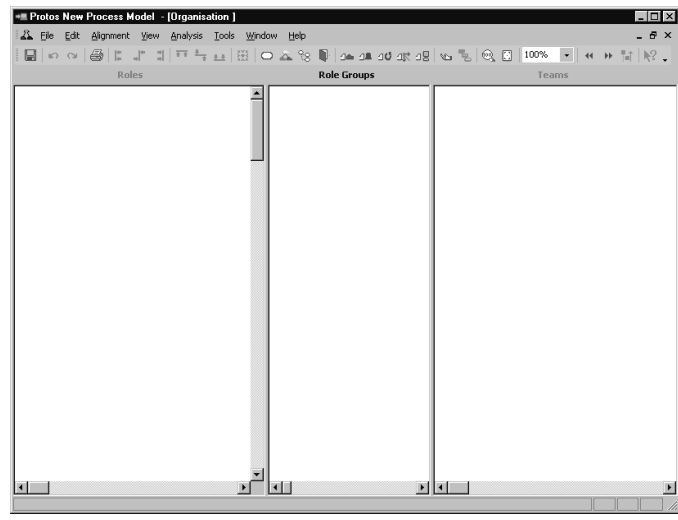 Protos New Process Model - [Organisation ]
File Edit Alignment View Analysis Tools Window Help
100%
Roles Role Groups Teams